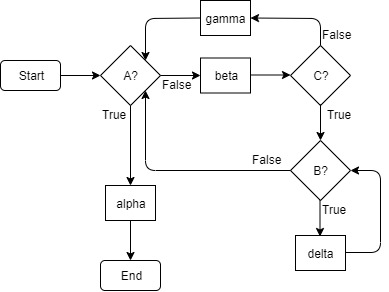 gamma
False
Start
A?
False
beta
C?
True
True
False
B?
True
alpha
delta
End